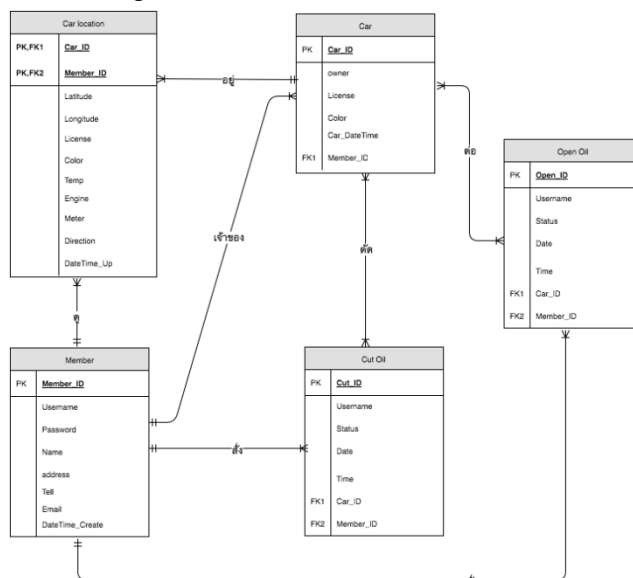 Car location
PK,FK1 Car_ID
PK,FK2 Member_ID
Latitude
Longitude
License
Color
Temp
Engine
Meter
Direction
DateTime_Up
อยู่
Car
PK Car_ID
owner
License
Color
Car_DateTime
FK1 Member_ID
ต่อ
Open Oil
PK Open_ID
Username
Status
Date
Time
FK1 Car_ID
FK2 Member_ID
เจ้าของ
ตัด
ดู
Member
PK Member_ID
Username
Password
Name
address
Tell
Email
DateTime_Create
สั่ง
Cut Oil
PK Cut_ID
Username
Status
Date
Time
FK1 Car_ID
FK2 Member_ID